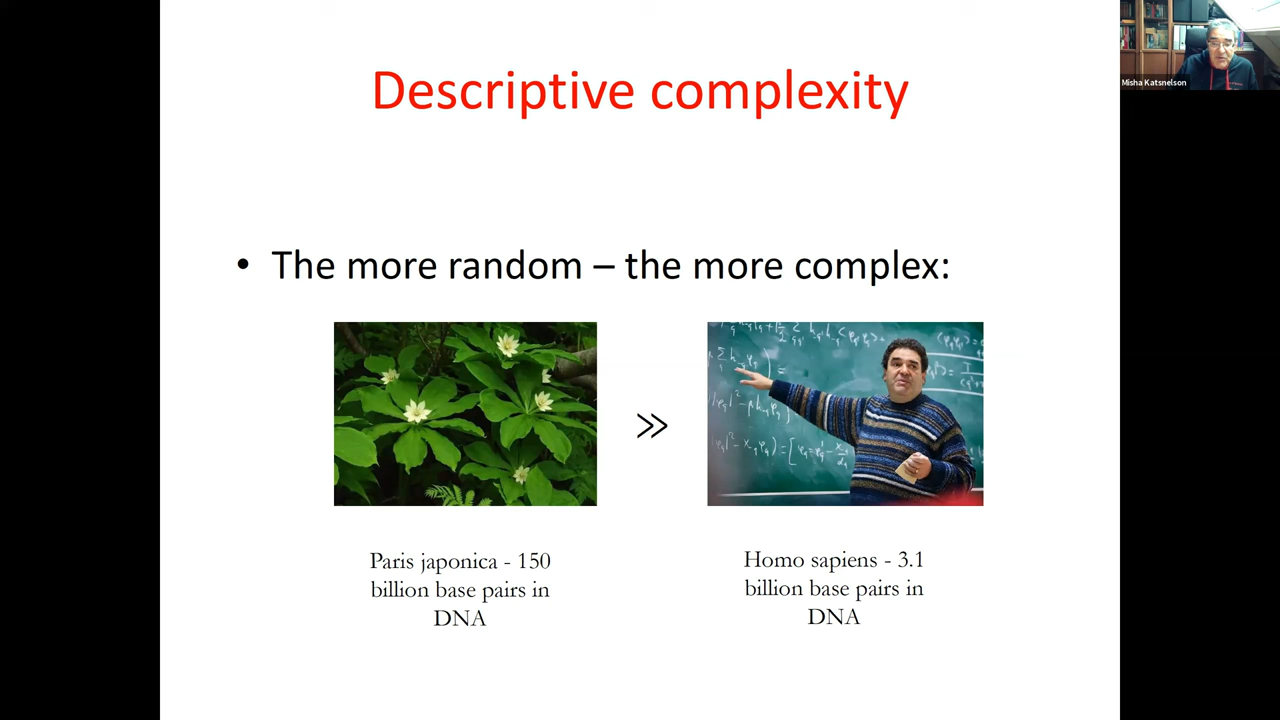 Descriptive complexity
Misha Katsnelson
• The more random – the more complex:
>>
Paris japonica - 150
billion base pairs in
DNA
Homo sapiens - 3.1
billion base pairs in
DNA